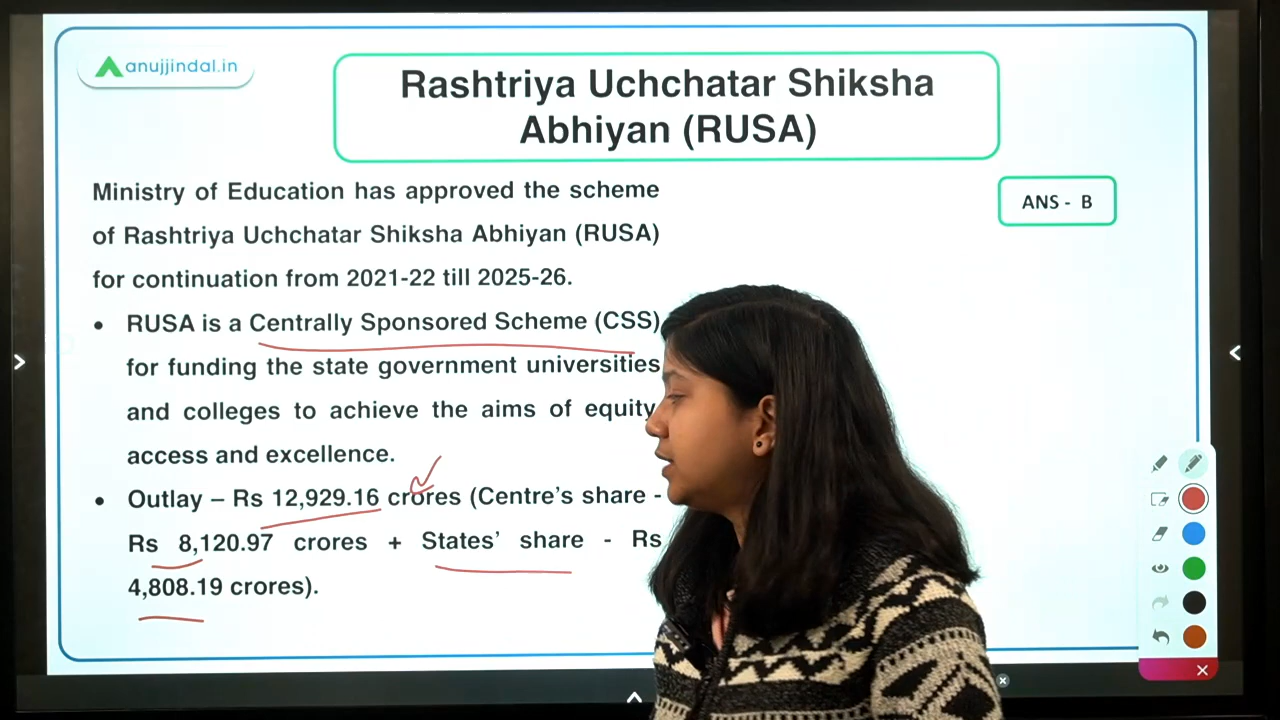 anujjindal.in
Rashtriya Uchchatar Shiksha
Abhiyan (RUSA)
Ministry of Education has approved the scheme
of Rashtriya Uchchatar Shiksha Abhiyan (RUSA)
for continuation from 2021-22 till 2025-26.
ANS - B
• RUSA is a Centrally Sponsored Scheme (CSS)
for funding the state government universities
and colleges to achieve the aims of equity
access and excellence.
• Outlay – Rs 12,929.16 crores (Centre's share -
Rs 8,120.97 crores + States' share - Rs
4,808.19 crores).